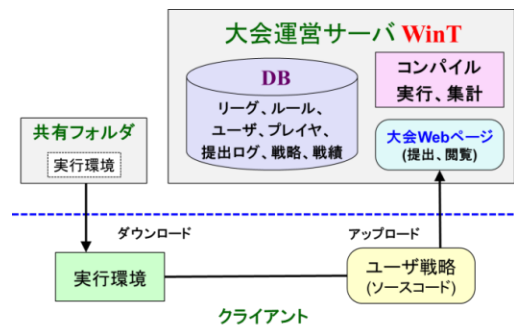 大会運営サーバ WinT
DB
リーグ、ルール、
ユーザ、プレイヤ、
提出ログ、戦略、戦績
コンパイル
実行、集計
大会Webページ
(提出、閲覧)
共有フォルダ
実行環境
ダウンロード
アップロード
実行環境
ユーザ戦略
(ソースコード)
クライアント